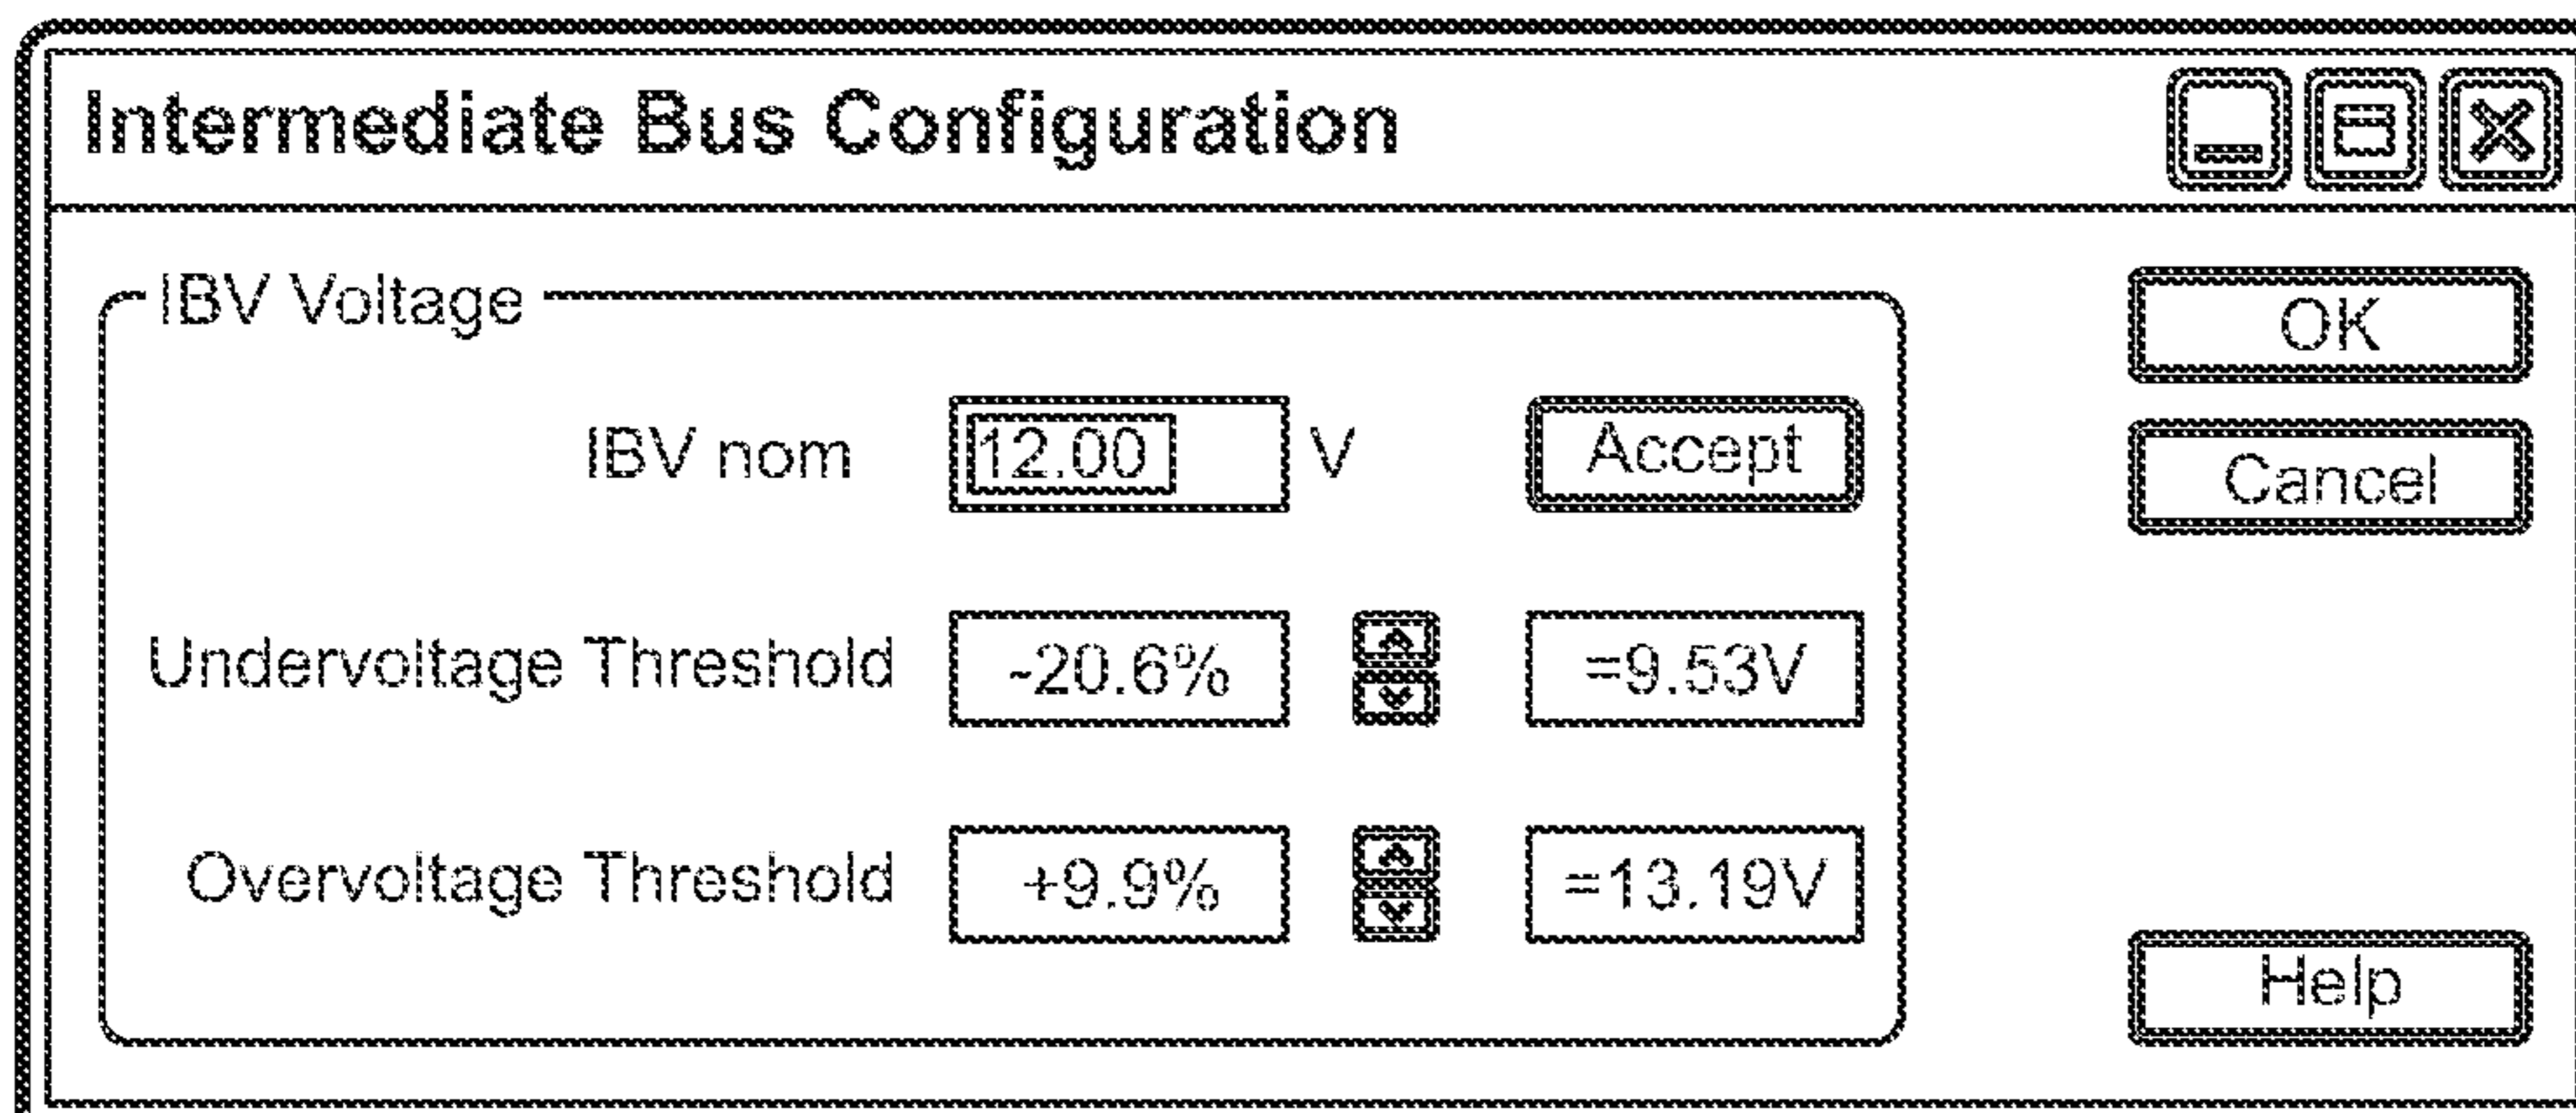 Intermediate Bus Configuration
IBV Voltage
OK
IBV nom 12.00 V Accept
Cancel
Undervoltage Threshold -20.6% =9.53V
Overvoltage Threshold +9.9% =13.19V
Help